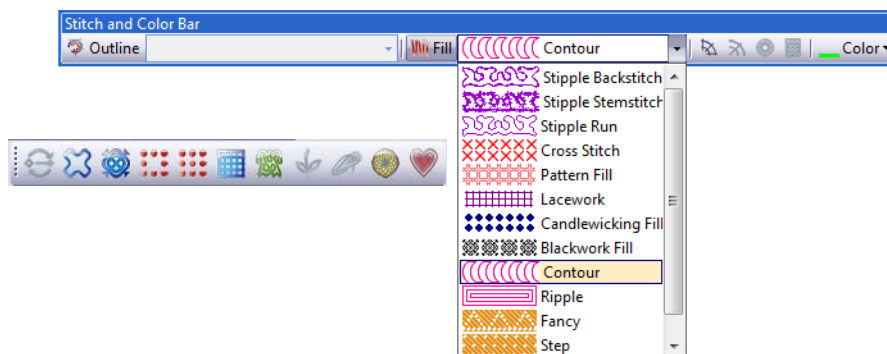 Stitch and Color Bar
Outline Fill Contour Color
Stipple Backstitch
Stipple Stemstitch
Stipple Run
Cross Stitch
Pattern Fill
Lacework
Candlewicking Fill
Blackwork Fill
Contour
Ripple
Fancy
Step